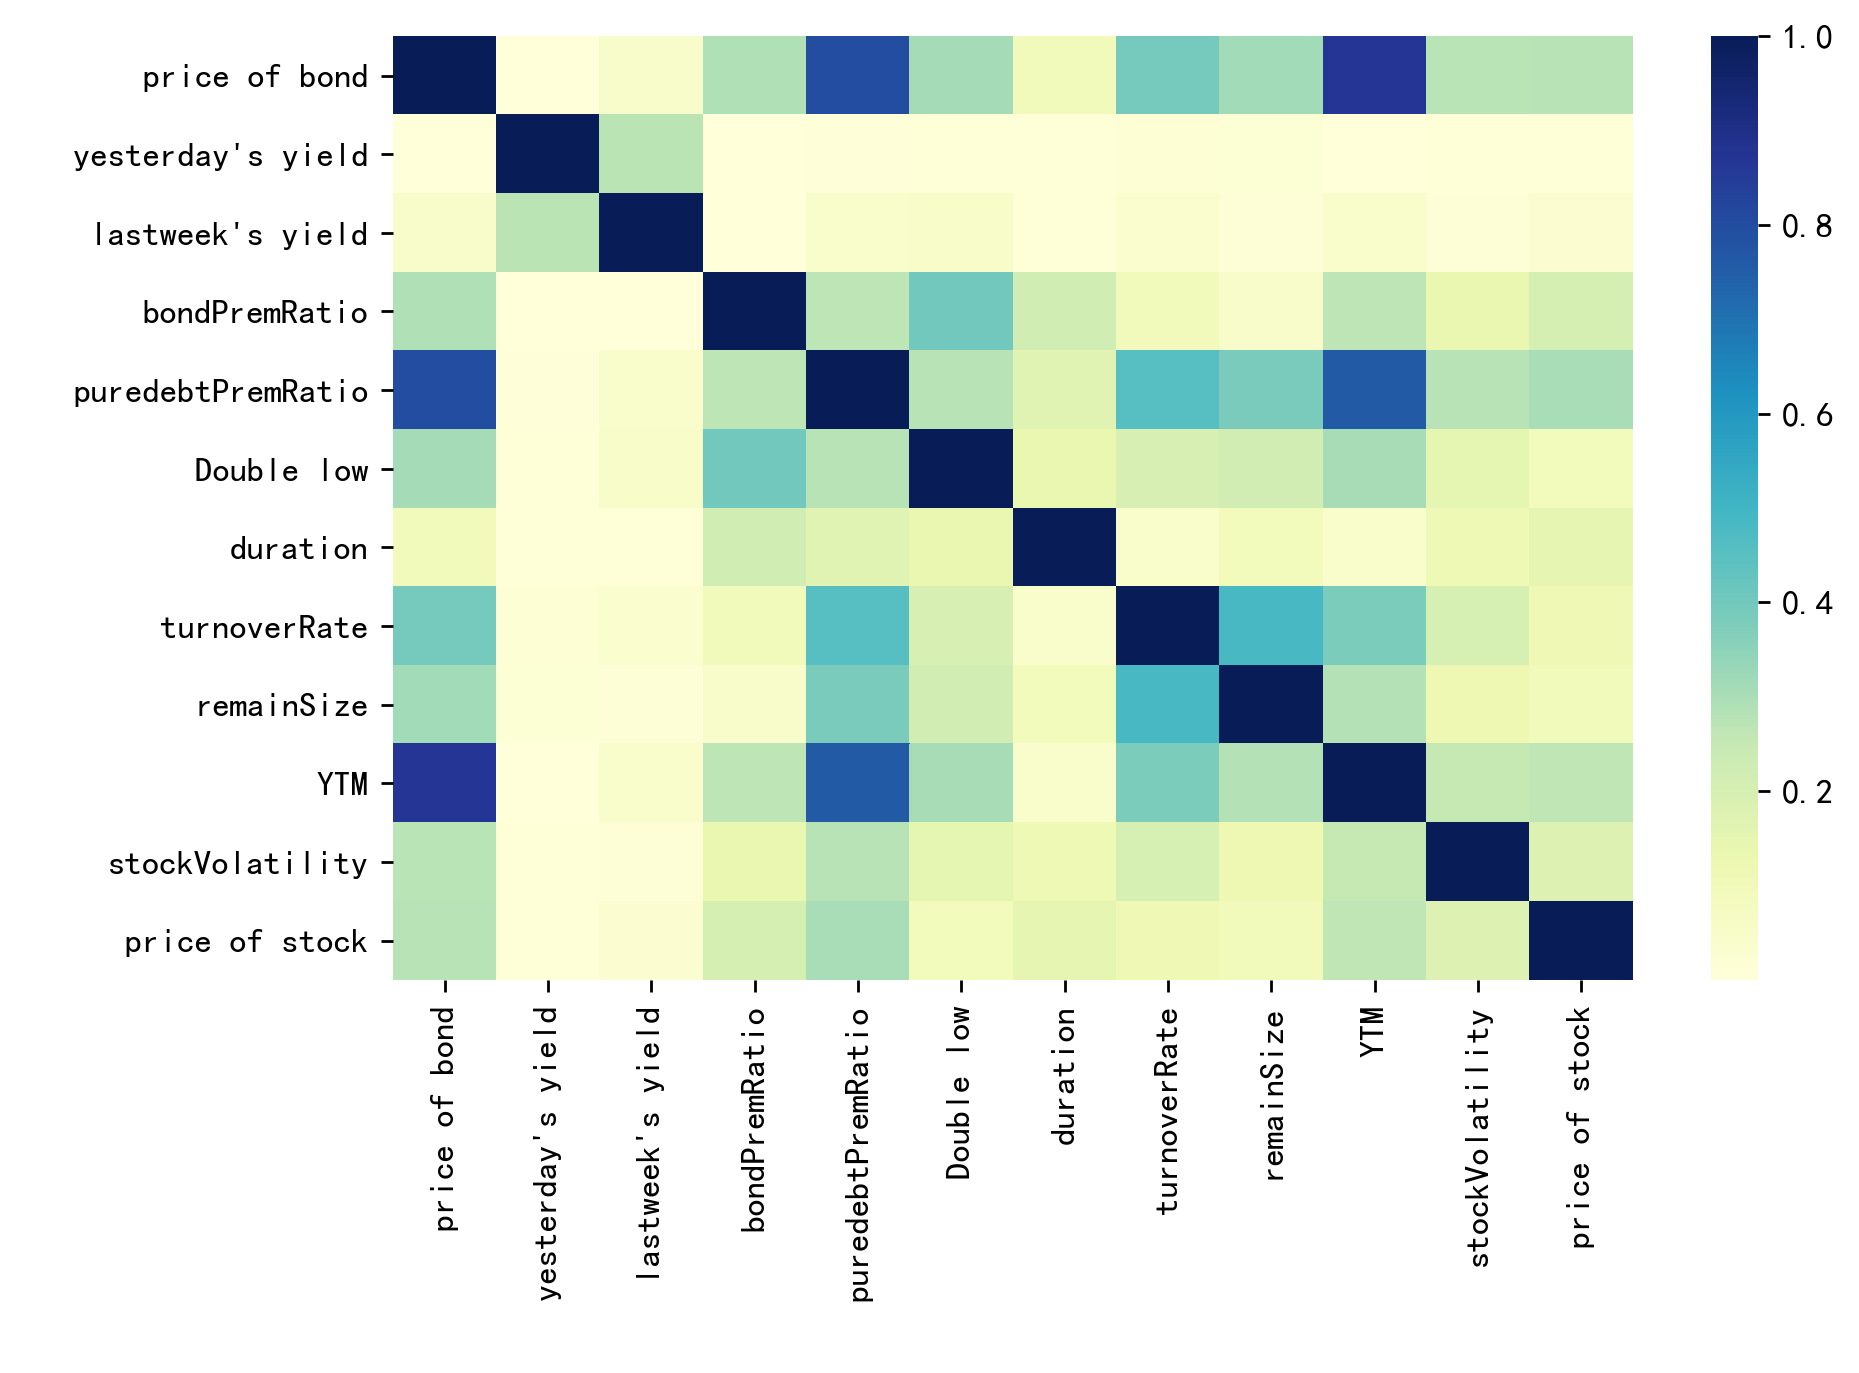 price of bond
yesterday's yield
lastweek's yield
bondPremRatio
puredebtPremRatio
Double low
duration
turnoverRate
remainSize
YTM
stockVolatility
price of stock
price of bond
yesterday's yield
lastweek's yield
bondPremRatio
puredebtPremRatio
Double low
duration
turnoverRate
remainSize
YTM
stockVolatility
price of stock
1.0
0.8
0.6
0.4
0.2